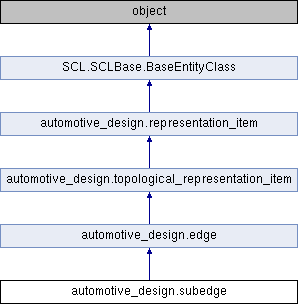 object
SCL.SCLBase.BaseEntityClass
automotive_design.representation_item
automotive_design.topological_representation_item
automotive_design.edge
automotive_design.subedge